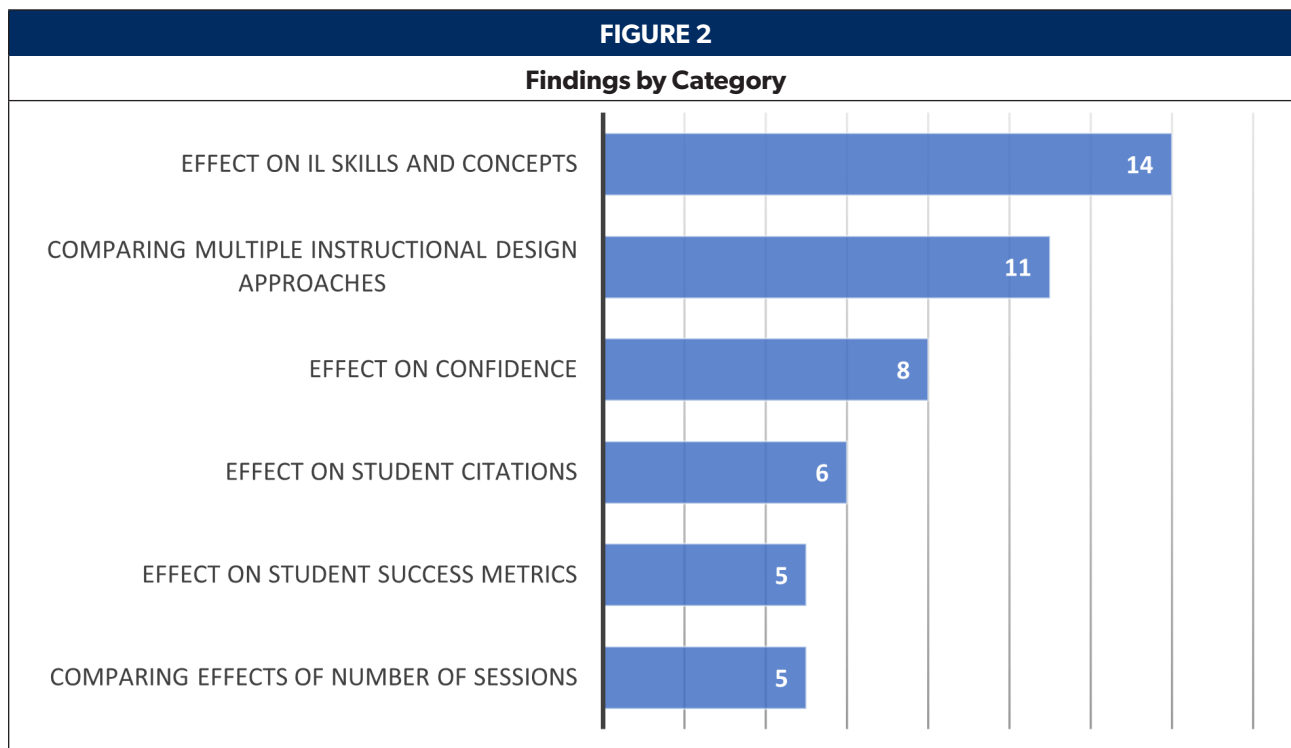 FIGURE 2
Findings by Category
EFFECT ON IL SKILLS AND CONCEPTS
14
COMPARING MULTIPLE INSTRUCTIONAL DESIGN
APPROACHES
11
EFFECT ON CONFIDENCE
8
EFFECT ON STUDENT CITATIONS
6
EFFECT ON STUDENT SUCCESS METRICS
5
COMPARING EFFECTS OF NUMBER OF SESSIONS
5